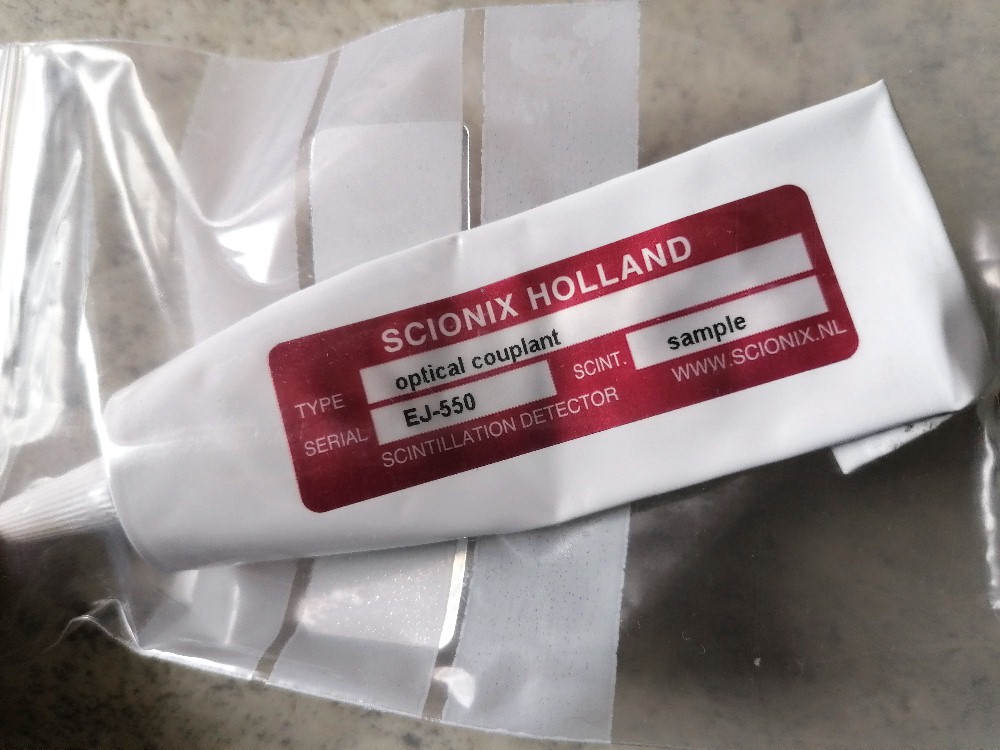 SCIONIX HOLLAND
TYPE optical couplant
SERIAL EJ-550 SCINT. sample
SCINTILLATION DETECTOR WWW.SCIONIX.NL